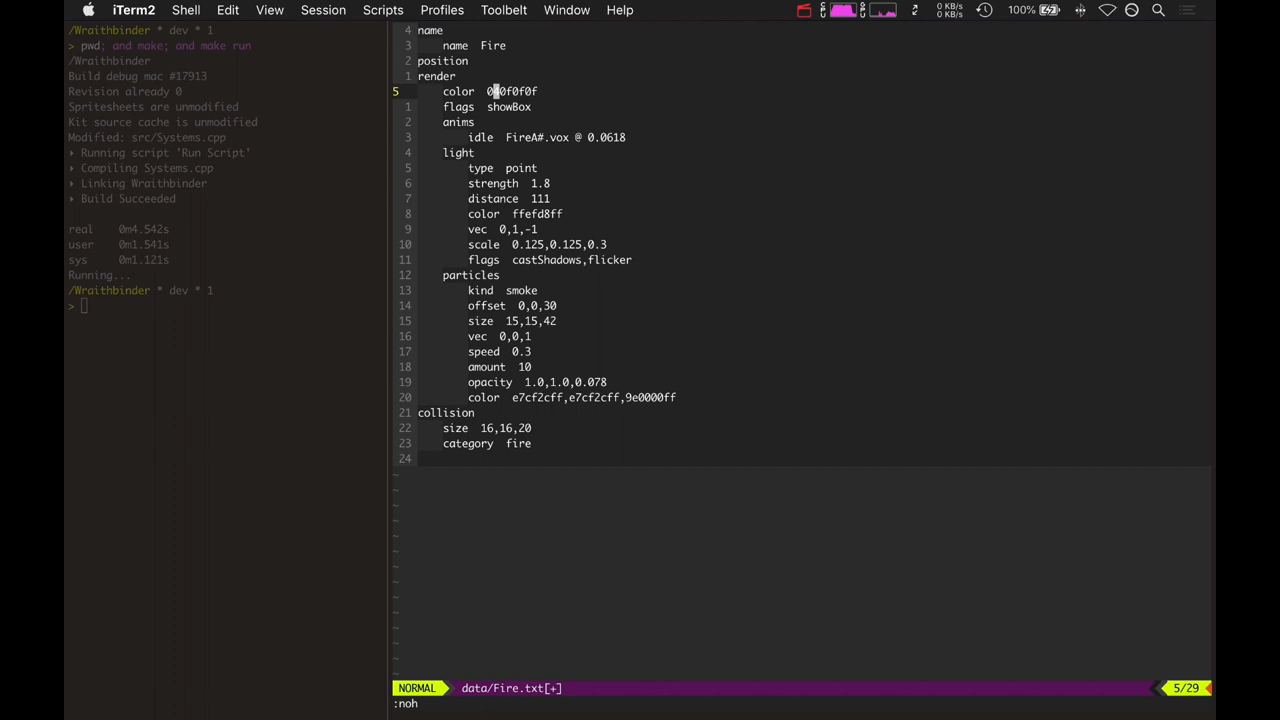 iTerm2 Shell Edit View Session Scripts Profiles Toolbelt Window Help 0 KB/s 0 KB/s 100%
/Wraithbinder * dev * 1
> pwd; and make; and make run
/Wraithbinder
Build debug mac #17913
Revision already 0
Spritesheets are unmodified
Kit source cache is unmodified
Modified: src/Systems.cpp
▸ Running script 'Run Script'
▸ Compiling Systems.cpp
▸ Linking Wraithbinder
▸ Build Succeeded
real 0m4.542s
user 0m1.541s
sys 0m1.121s
Running...
/Wraithbinder * dev * 1
>
4 name
3 name Fire
2 position
1 render
5 color 040f0f0f
1 flags showBox
2 anims
3 idle FireA#.vox @ 0.0618
4 light
5 type point
6 strength 1.8
7 distance 111
8 color ffefd8ff
9 vec 0,1,-1
10 scale 0.125,0.125,0.3
11 flags castShadows,flicker
12 particles
13 kind smoke
14 offset 0,0,30
15 size 15,15,42
16 vec 0,0,1
17 speed 0.3
18 amount 10
19 opacity 1.0,1.0,0.078
20 color e7cf2cff,e7cf2cff,9e0000ff
21 collision
22 size 16,16,20
23 category fire
24
~
~
~
~
~
~
~
~
~
~
~
~
~
~
NORMAL data/Fire.txt[+] 5/29
:noh